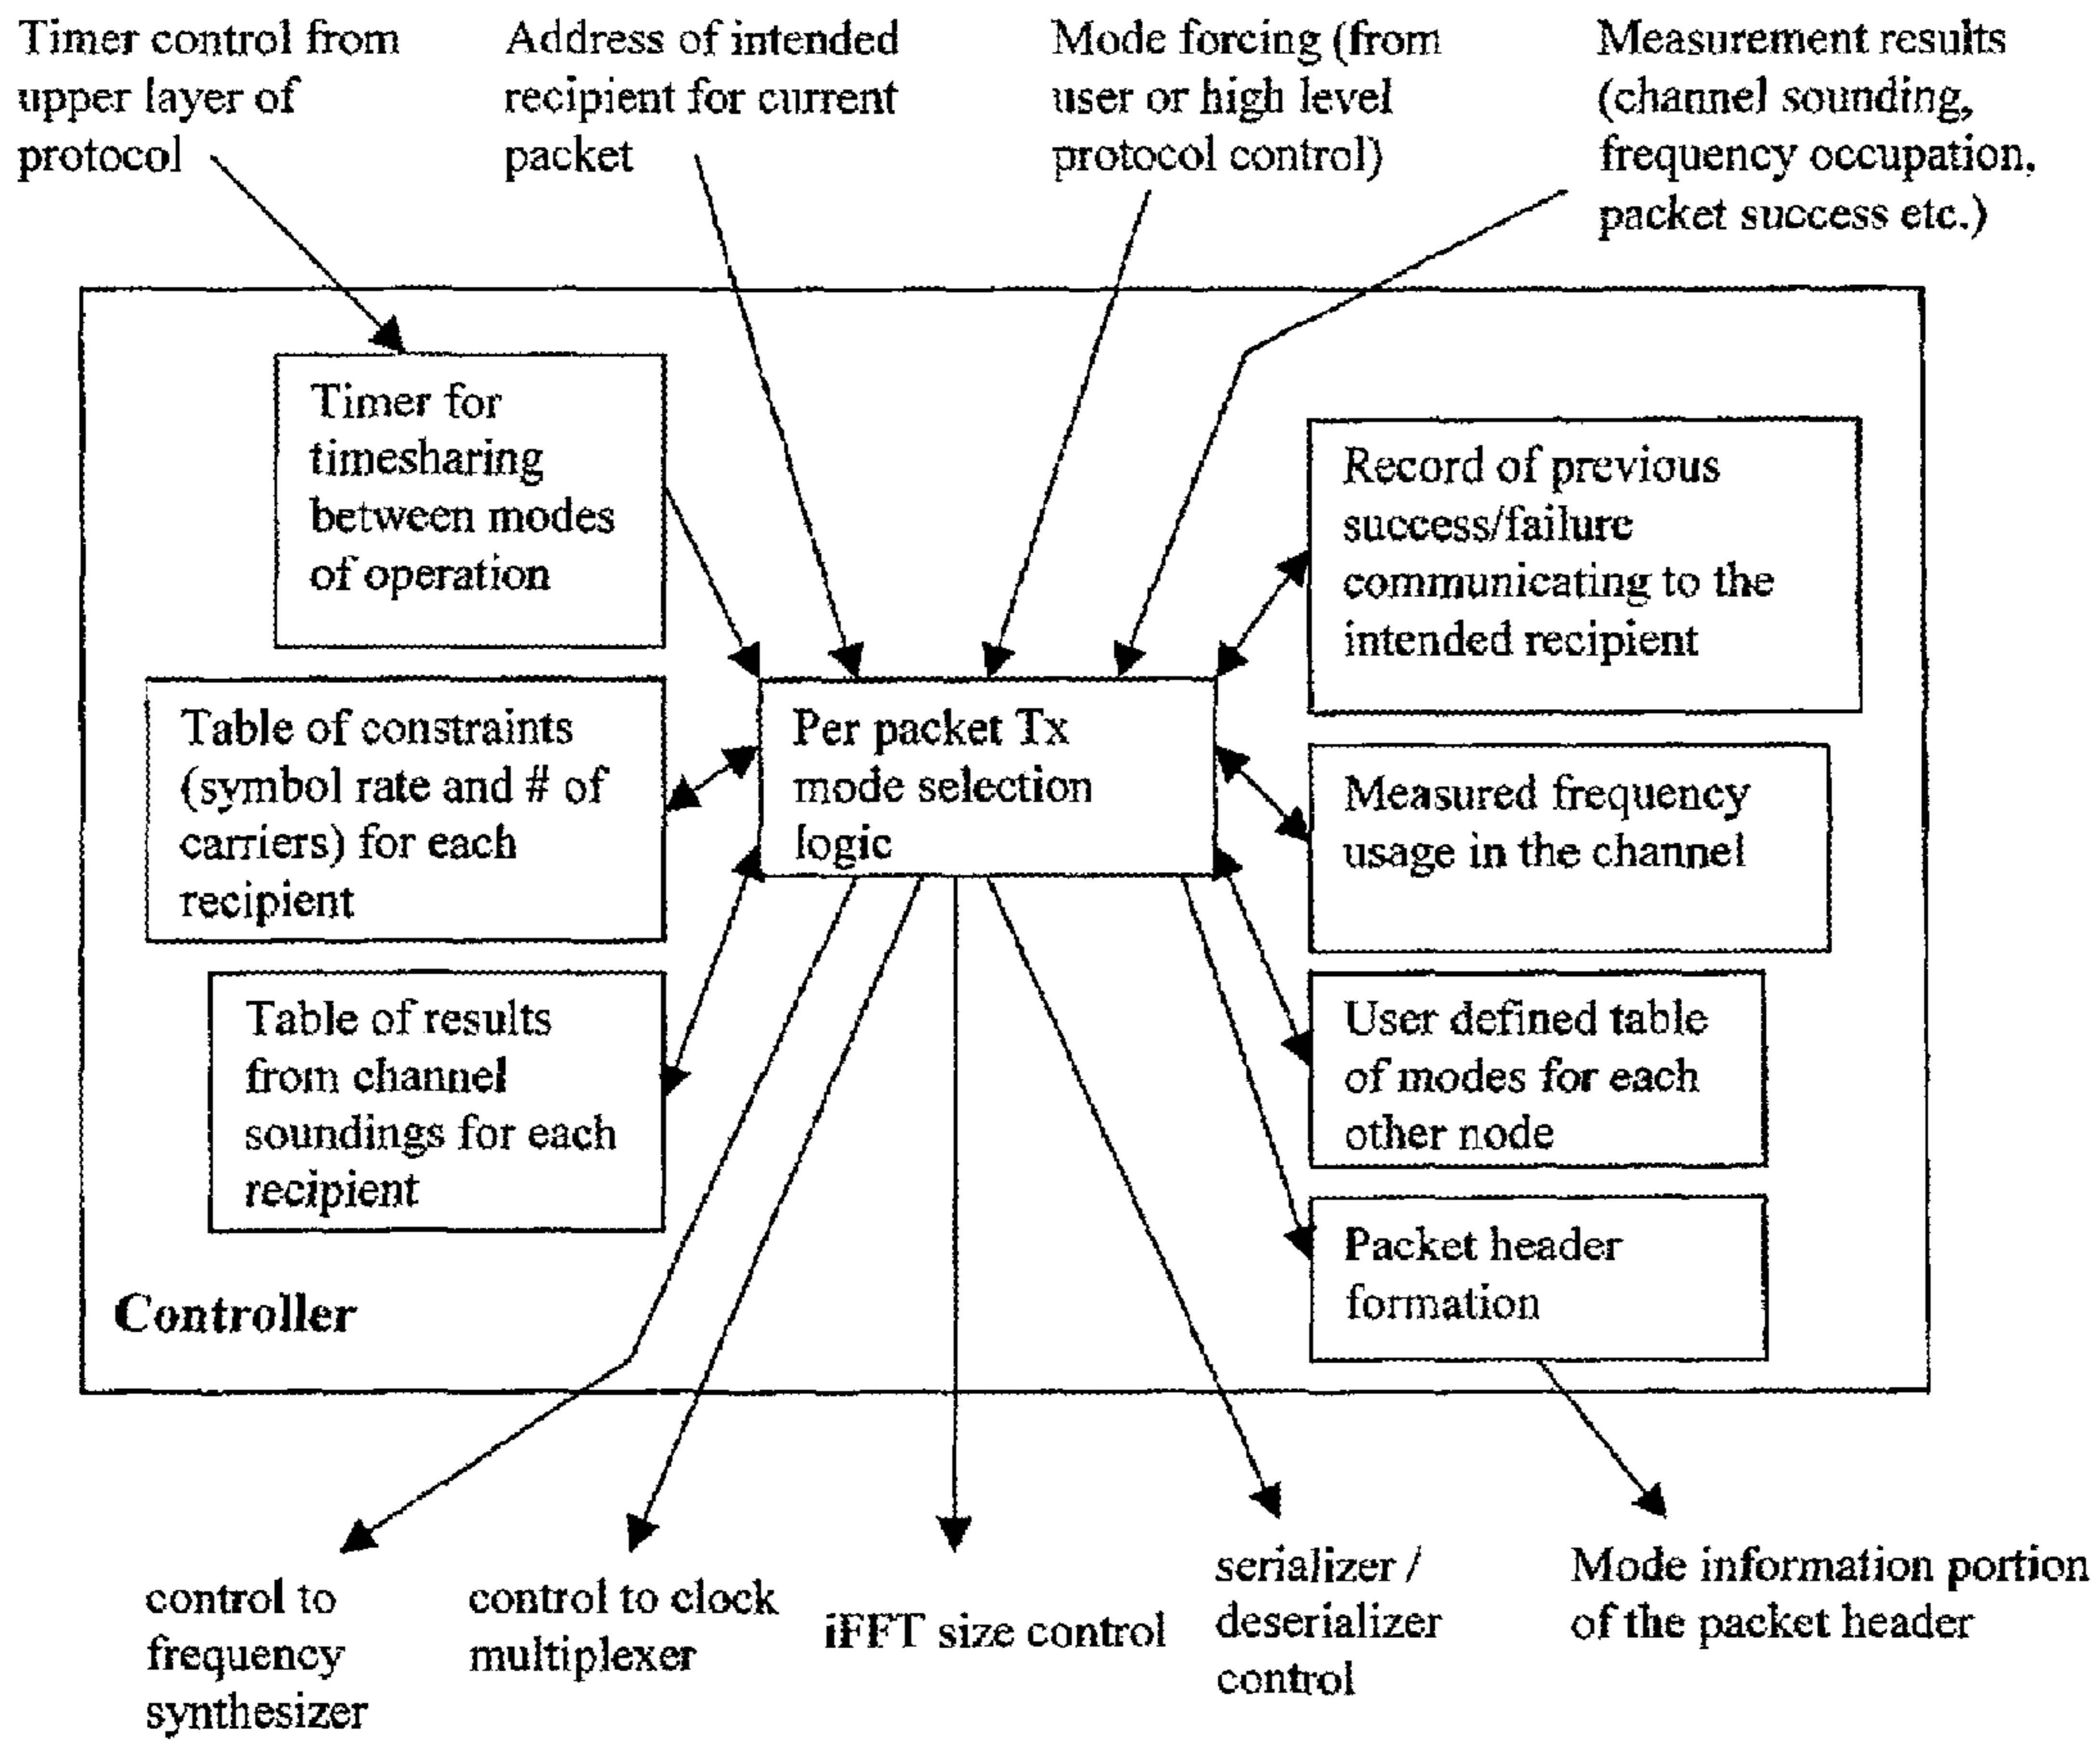 Timer control from
upper layer of
protocol
Address of intended
recipient for current
packet
Mode forcing (from
user or high level
protocol control)
Measurement results
(channel sounding,
frequency occupation,
packet success etc.)
Timer for
timesharing
between modes
of operation
Record of previous
success/failure
communicating to the
intended recipient
Table of constraints
(symbol rate and # of
carriers) for each
recipient
Per packet Tx
mode selection
logic
Measured frequency
usage in the channel
Table of results
from channel
soundings for each
recipient
User defined table
of modes for each
other node
Packet header
formation
Controller
control to
frequency
synthesizer
control to clock
multiplexer
iFFT size control
serializer /
deserializer
control
Mode information portion
of the packet header